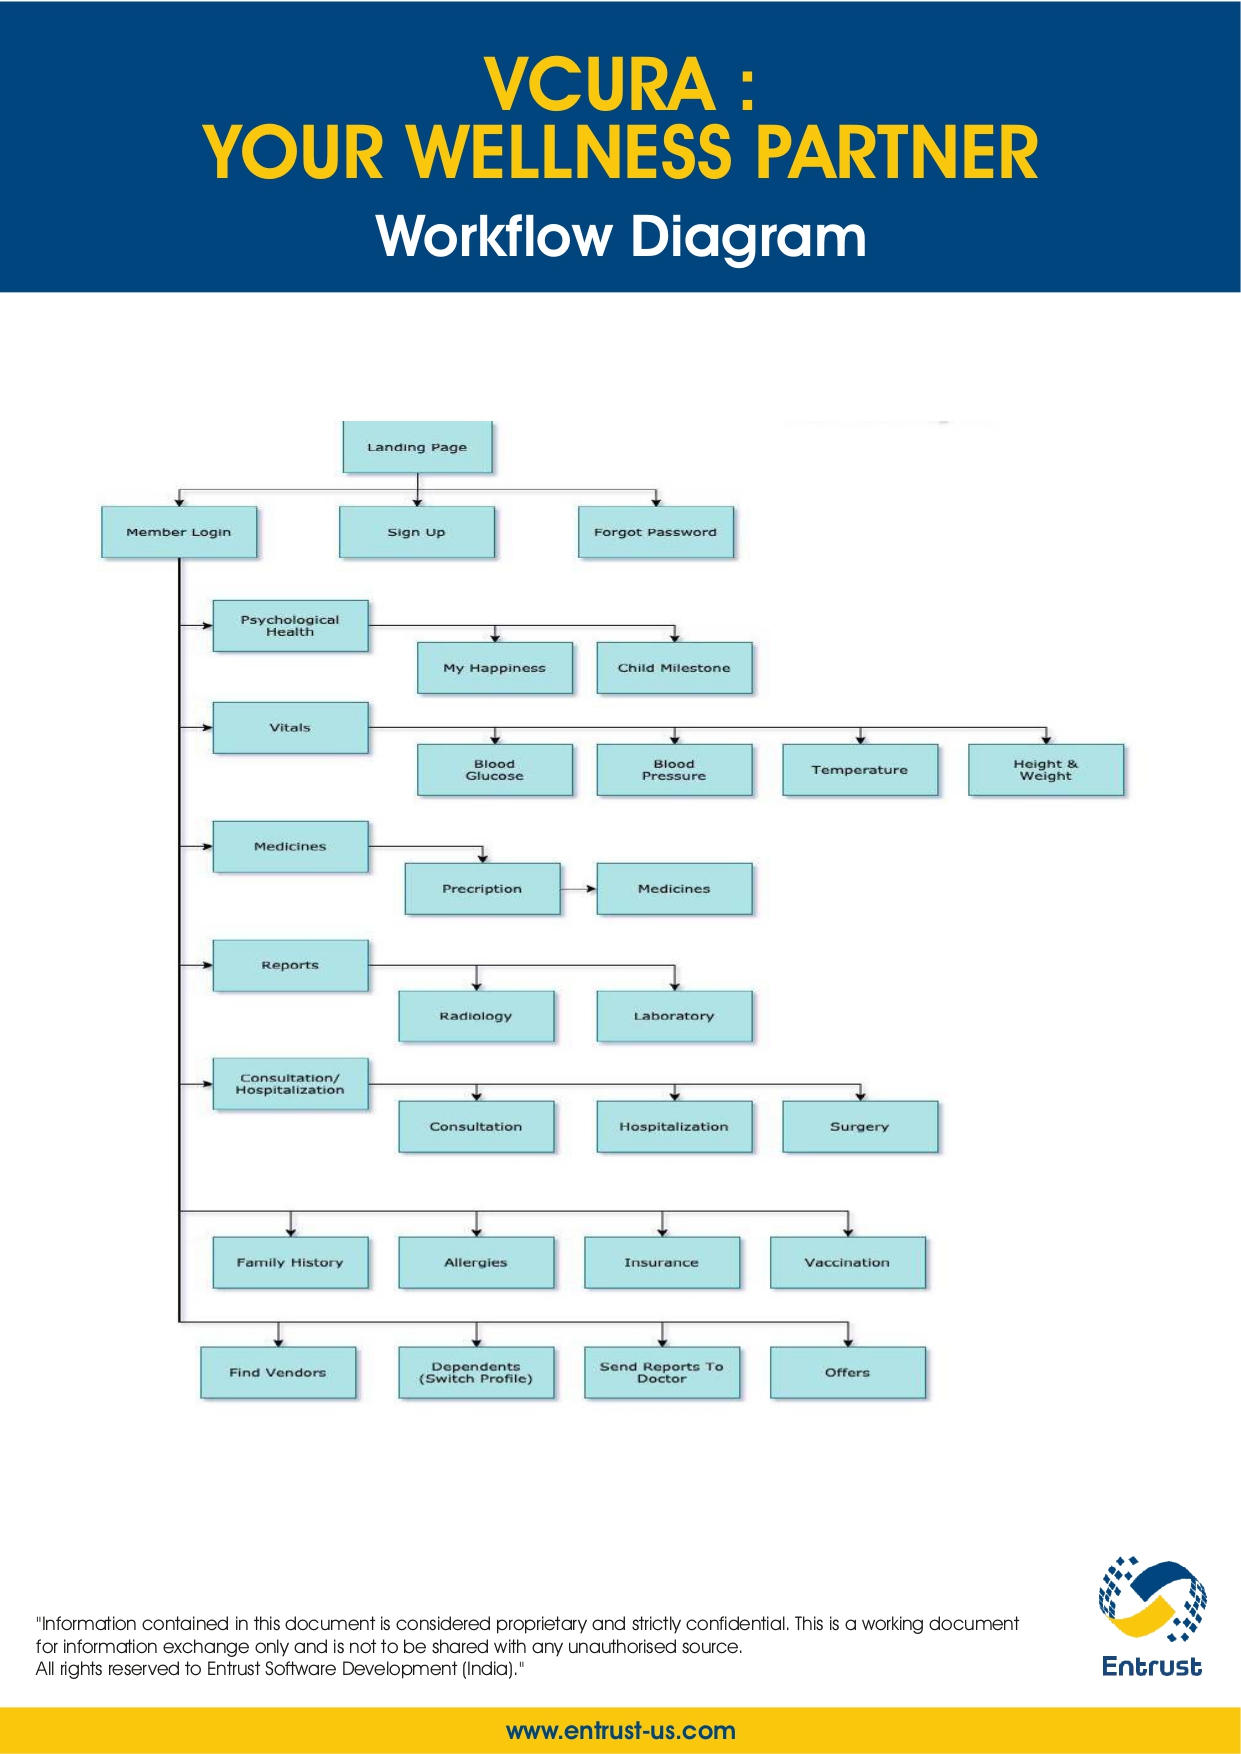 VCURA :
YOUR WELLNESS PARTNER
Workflow Diagram
Landing Page
Member Login
Sign Up
Forgot Password
Psychological
Health
My Happiness
Child Milestone
Vitals
Blood
Glucose
Blood
Pressure
Temperature
Height &
Weight
Medicines
Precription
Medicines
Reports
Radiology
Laboratory
Consultation/
Hospitalization
Consultation
Hospitalization
Surgery
Family History
Allergies
Insurance
Vaccination
Find Vendors
Dependents
(Switch Profile)
Send Reports To
Doctor
Offers
"Information contained in this document is considered proprietary and strictly confidential. This is a working document
for information exchange only and is not to be shared with any unauthorised source.
All rights reserved to Entrust Software Development (India)."
Entrust
www.entrust-us.com